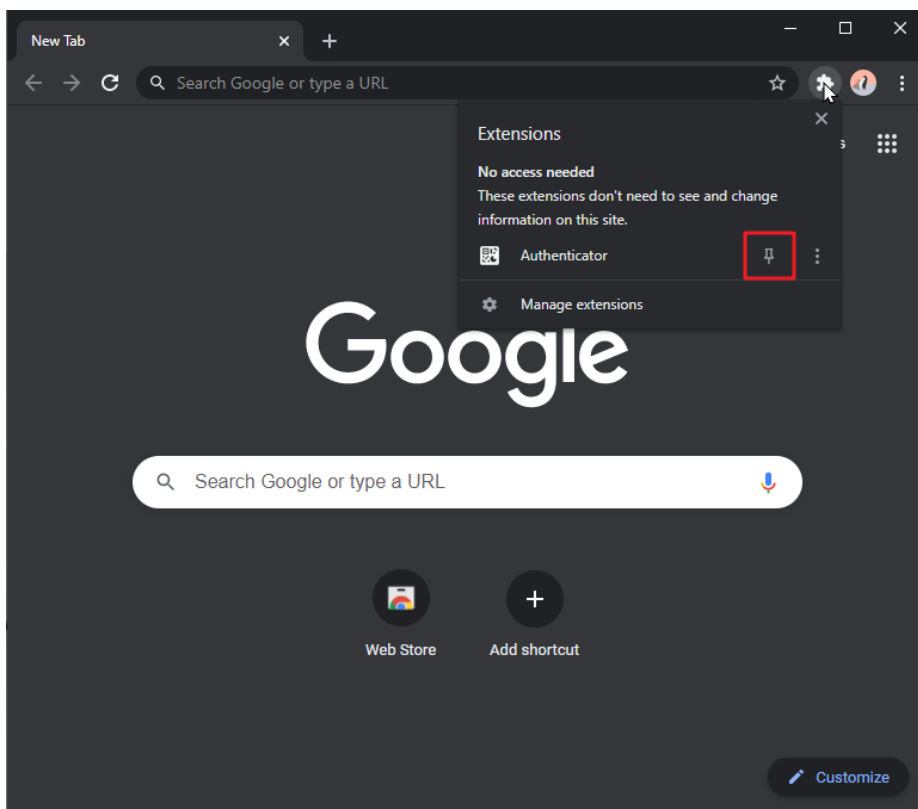 New Tab
Search Google or type a URL
Extensions
s
No access needed
These extensions don't need to see and change
information on this site.
Authenticator
Manage extensions
Google
Search Google or type a URL
Web Store
Add shortcut
Customize